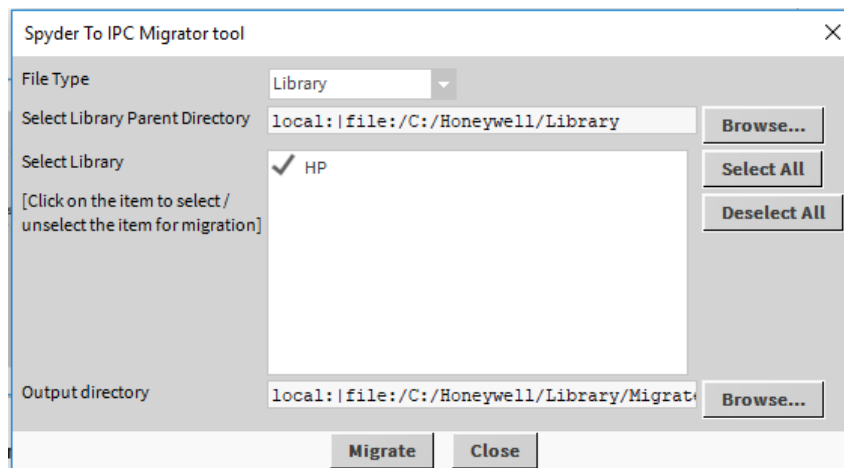 Spyder To IPC Migrator tool
File Type
Library
Select Library Parent Directory
local:|file:/C:/Honeywell/Library
Browse...
Select Library
HP
Select All
[Click on the item to select /
unselect the item for migration]
Deselect All
Output directory
local:|file:/C:/Honeywell/Library/Migrate
Browse...
Migrate
Close